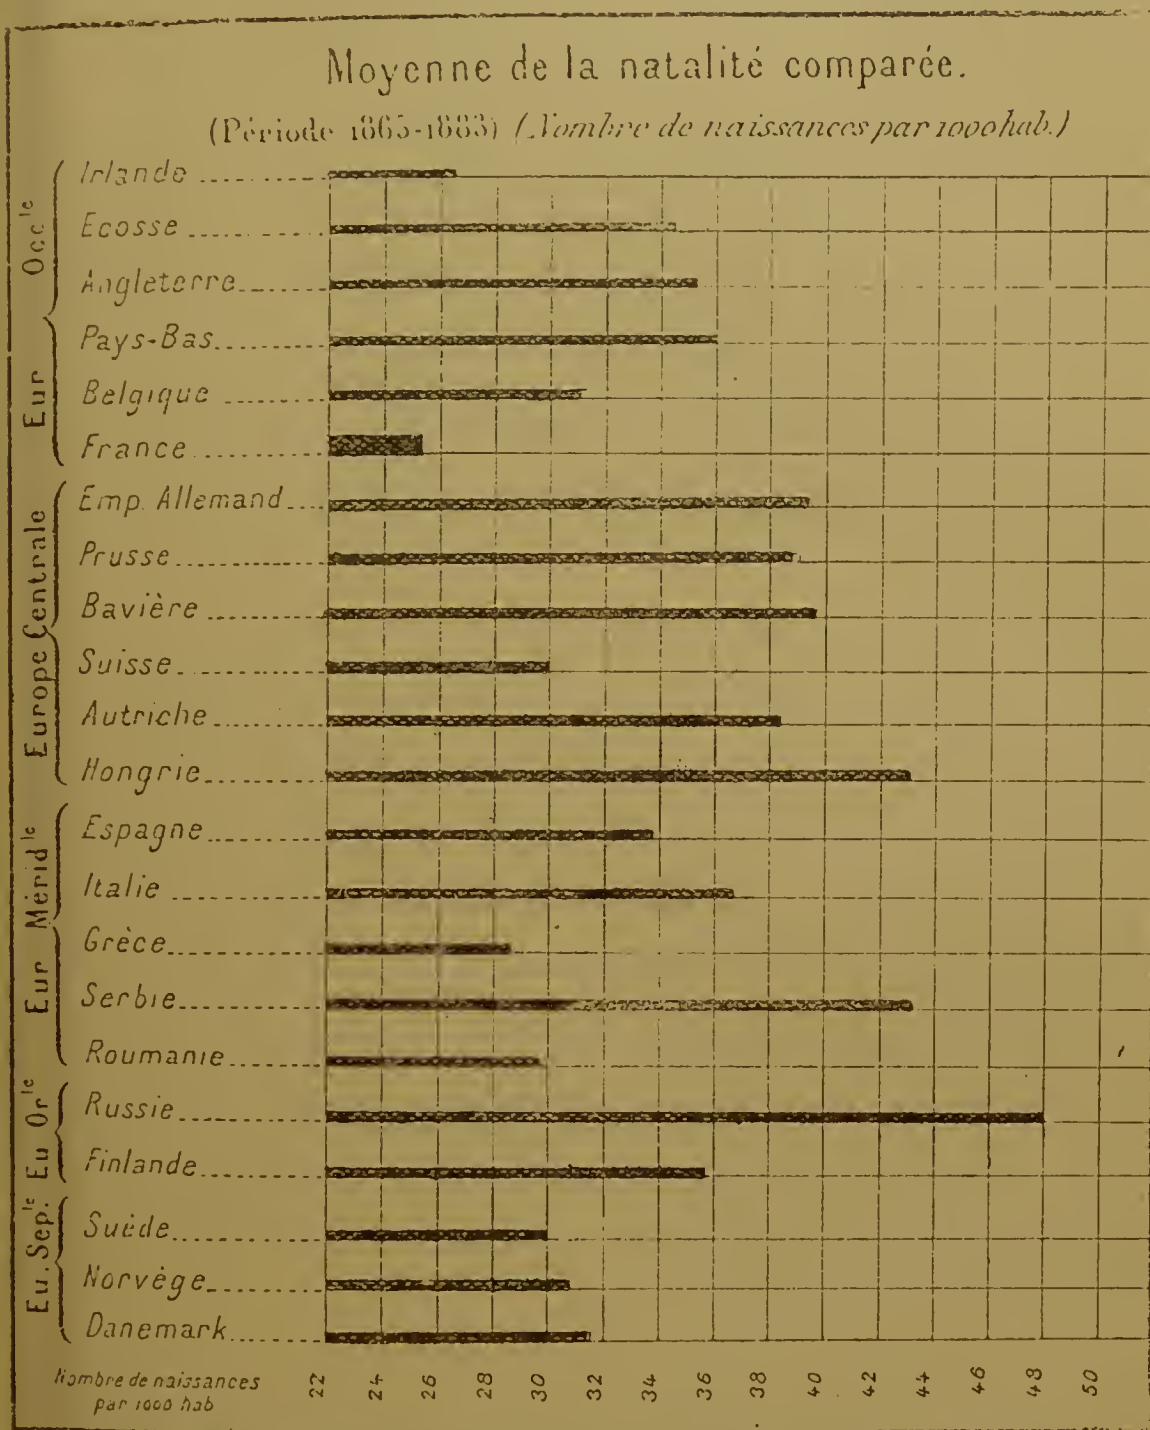 Moyenne de la natalité comparée.
(Période 1865-1883) (Nombre de naissances par 1000 hab.)
Eur Occ.le
Irlande
Ecosse
Angleterre
Pays-Bas
Belgique
France
Europe Centrale
Emp. Allemand
Prusse
Bavière
Suisse
Autriche
Hongrie
Eur Mérid.le
Espagne
Italie
Grèce
Serbie
Roumanie
Eu Or.le
Russie
Finlande
Eu. Sep.le
Suède
Norvège
Danemark
Nombre de naissances
par 1000 hab
22 24 26 28 30 32 34 36 38 40 42 44 46 48 50